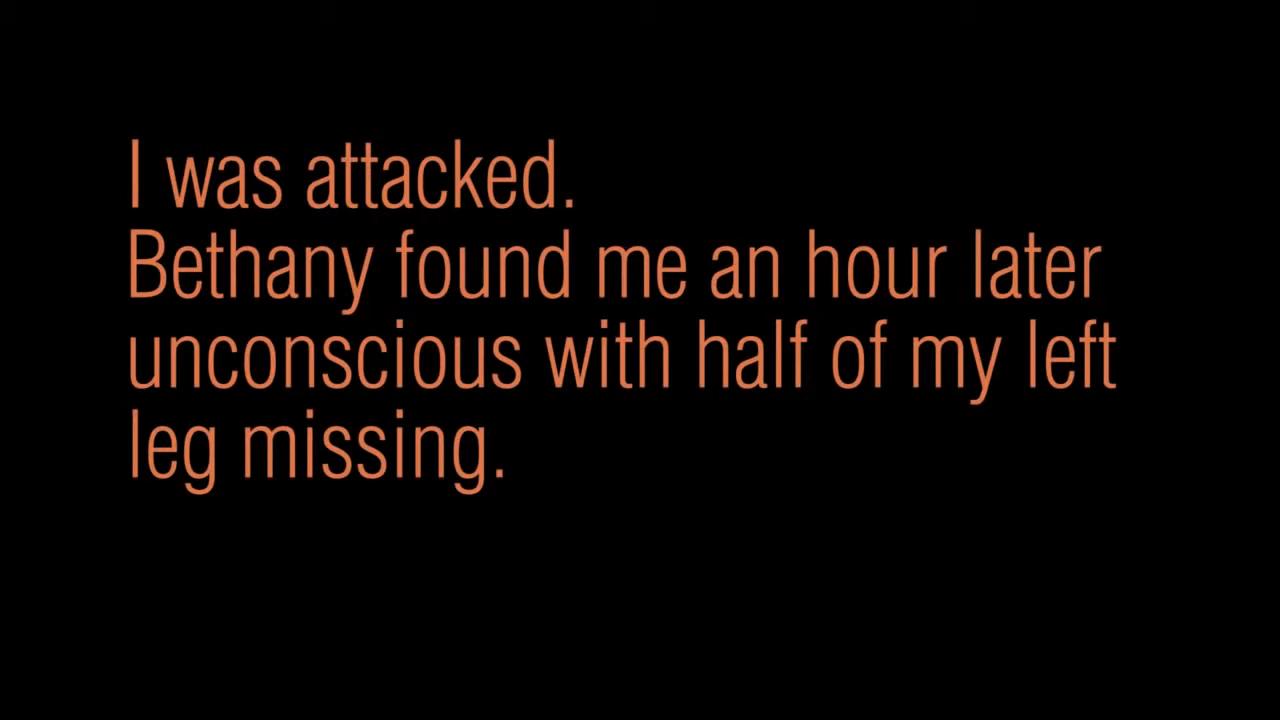 I was attacked.
Bethany found me an hour later
unconscious with half of my left
leg missing.